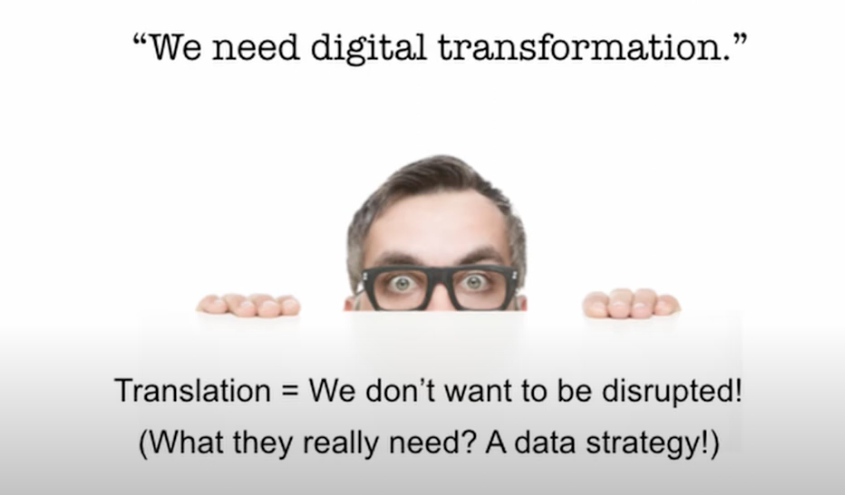 “We need digital transformation.”
Translation = We don’t want to be disrupted!
(What they really need? A data strategy!)